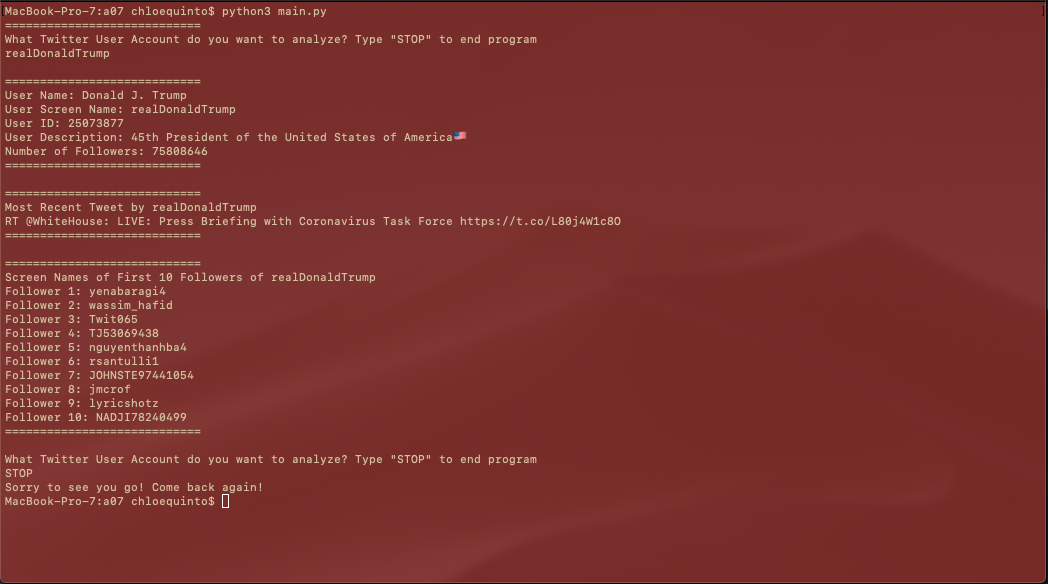 MacBook-Pro-7:a07 chloequinto$ python3 main.py
============================
What Twitter User Account do you want to analyze? Type "STOP" to end program
realDonaldTrump
============================
User Name: Donald J. Trump
User Screen Name: realDonaldTrump
User ID: 25073877
User Description: 45th President of the United States of America🇺🇸
Number of Followers: 75808646
============================
============================
Most Recent Tweet by realDonaldTrump
RT @WhiteHouse: LIVE: Press Briefing with Coronavirus Task Force https://t.co/L80j4W1c8O
============================
============================
Screen Names of First 10 Followers of realDonaldTrump
Follower 1: yenabaragi4
Follower 2: wassim_hafid
Follower 3: Twit065
Follower 4: TJ53069438
Follower 5: nguyenthanhba4
Follower 6: rsantulli1
Follower 7: JOHNSTE97441054
Follower 8: jmcrof
Follower 9: lyricshotz
Follower 10: NADJI78240499
============================
What Twitter User Account do you want to analyze? Type "STOP" to end program
STOP
Sorry to see you go! Come back again!
MacBook-Pro-7:a07 chloequinto$